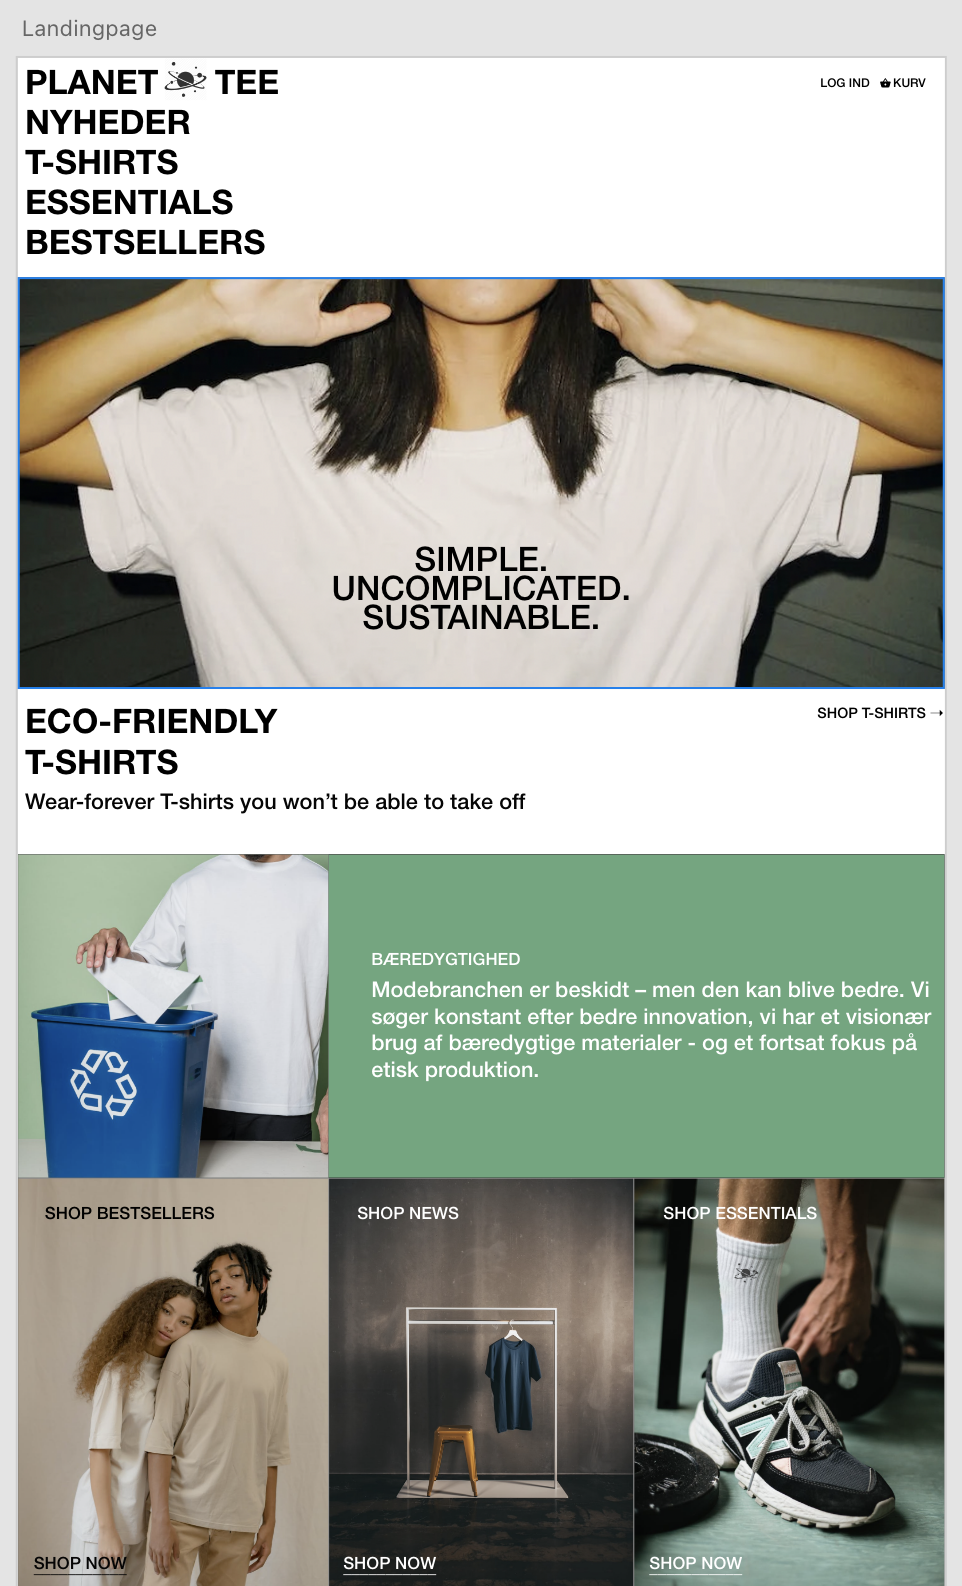 Landingpage
PLANET TEE
LOG IND KURV
NYHEDER
T-SHIRTS
ESSENTIALS
BESTSELLERS
SIMPLE.
UNCOMPLICATED.
SUSTAINABLE.
ECO-FRIENDLY
T-SHIRTS
SHOP T-SHIRTS →
Wear-forever T-shirts you won’t be able to take off
BÆREDYGTIGHED
Modebranchen er beskidt – men den kan blive bedre. Vi
søger konstant efter bedre innovation, vi har et visionær
brug af bæredygtige materialer - og et fortsat fokus på
etisk produktion.
SHOP BESTSELLERS
SHOP NEWS
SHOP ESSENTIALS
N
SHOP NOW
SHOP NOW
SHOP NOW